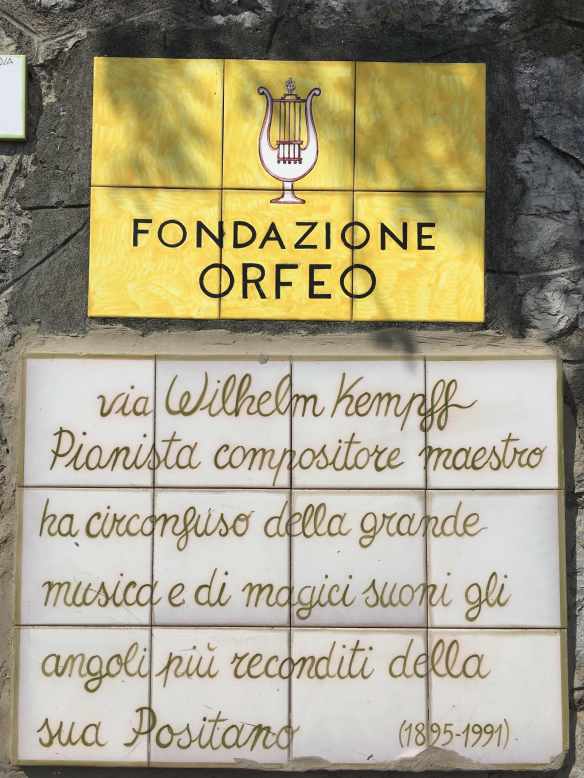 FONDAZIONE
ORFEO
via Wilhelm Kempff
Pianista compositore maestro
ha circonfuso della grande
musica e di magici suoni gli
angoli più reconditi della
sua Positano (1895-1991)